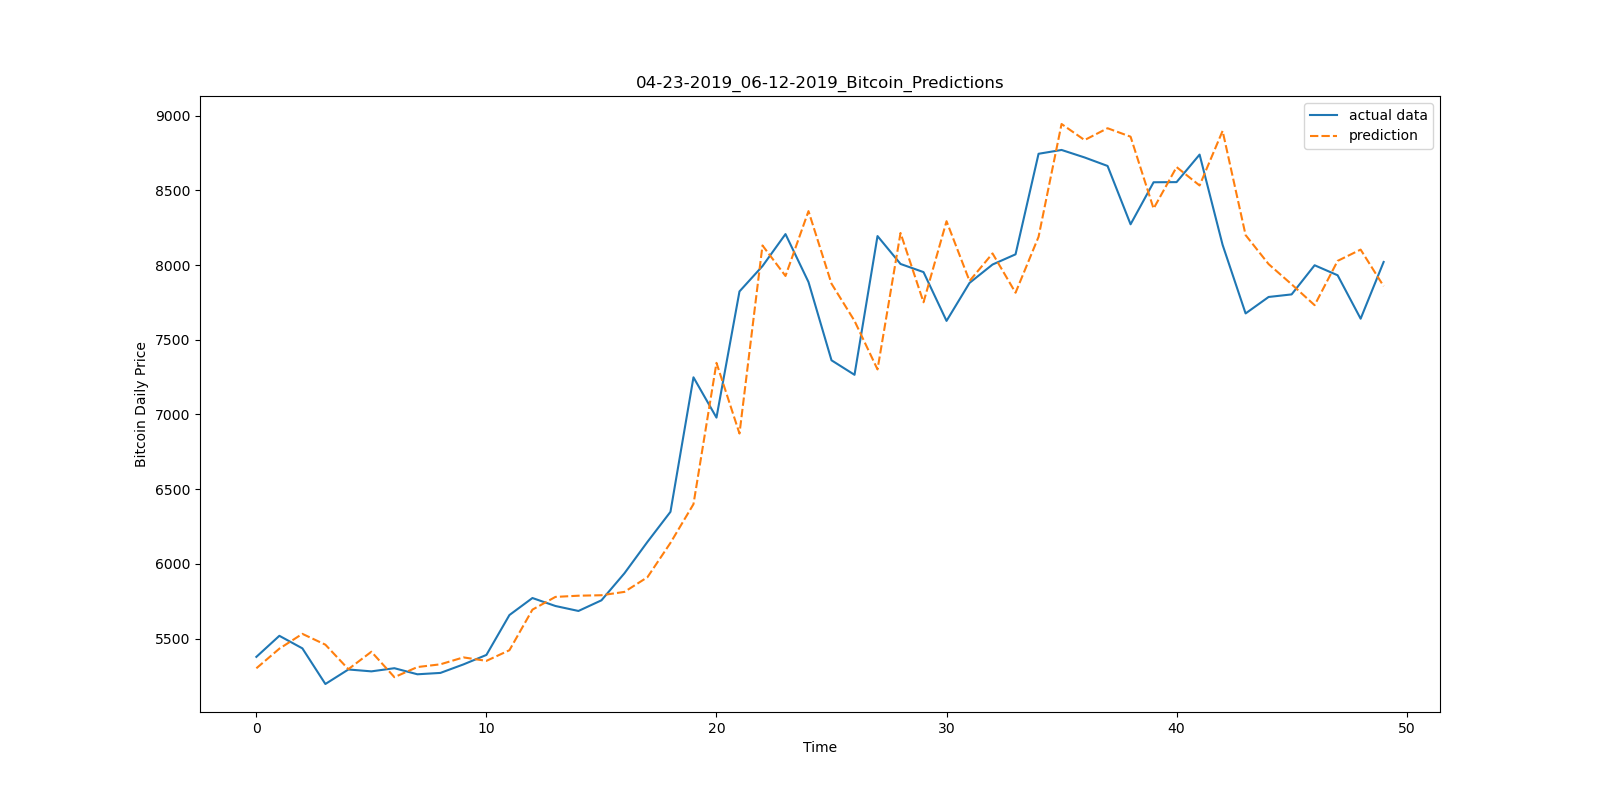 04-23-2019_06-12-2019_Bitcoin_Predictions
actual data
prediction
9000
8500
8000
7500
7000
6500
6000
5500
Bitcoin Daily Price
0 10 20 30 40 50
Time